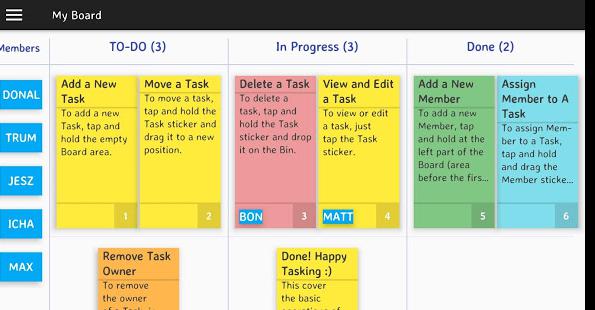 My Board
Members
TO-DO (3)
In Progress (3)
Done (2)
DONAL
TRUM
JESZ
ICHA
MAX
Add a New
Task
To add a new
Task, tap and
hold the empty
Board area.
1
Move a Task
To move a task,
tap and hold the
Task sticker and
drag it to a new
position.
2
Delete a Task
To delete a
task, tap and
hold the Task
sticker and drop
it on the Bin.
BON
3
View and Edit
a Task
To view or edit
a task, just
tap the Task
sticker.
MATT
4
Add a New
Member
To add a new
Member, tap
and hold at the
left part of the
Board (area
before the firs...
5
Assign
Member to A
Task
To assign Mem-
ber to a Task,
tap and hold
and drag the
Member sticke...
6
Remove Task
Owner
To remove
the owner
of a Task, is
Done! Happy
Tasking :)
This cover
the basic
operations of